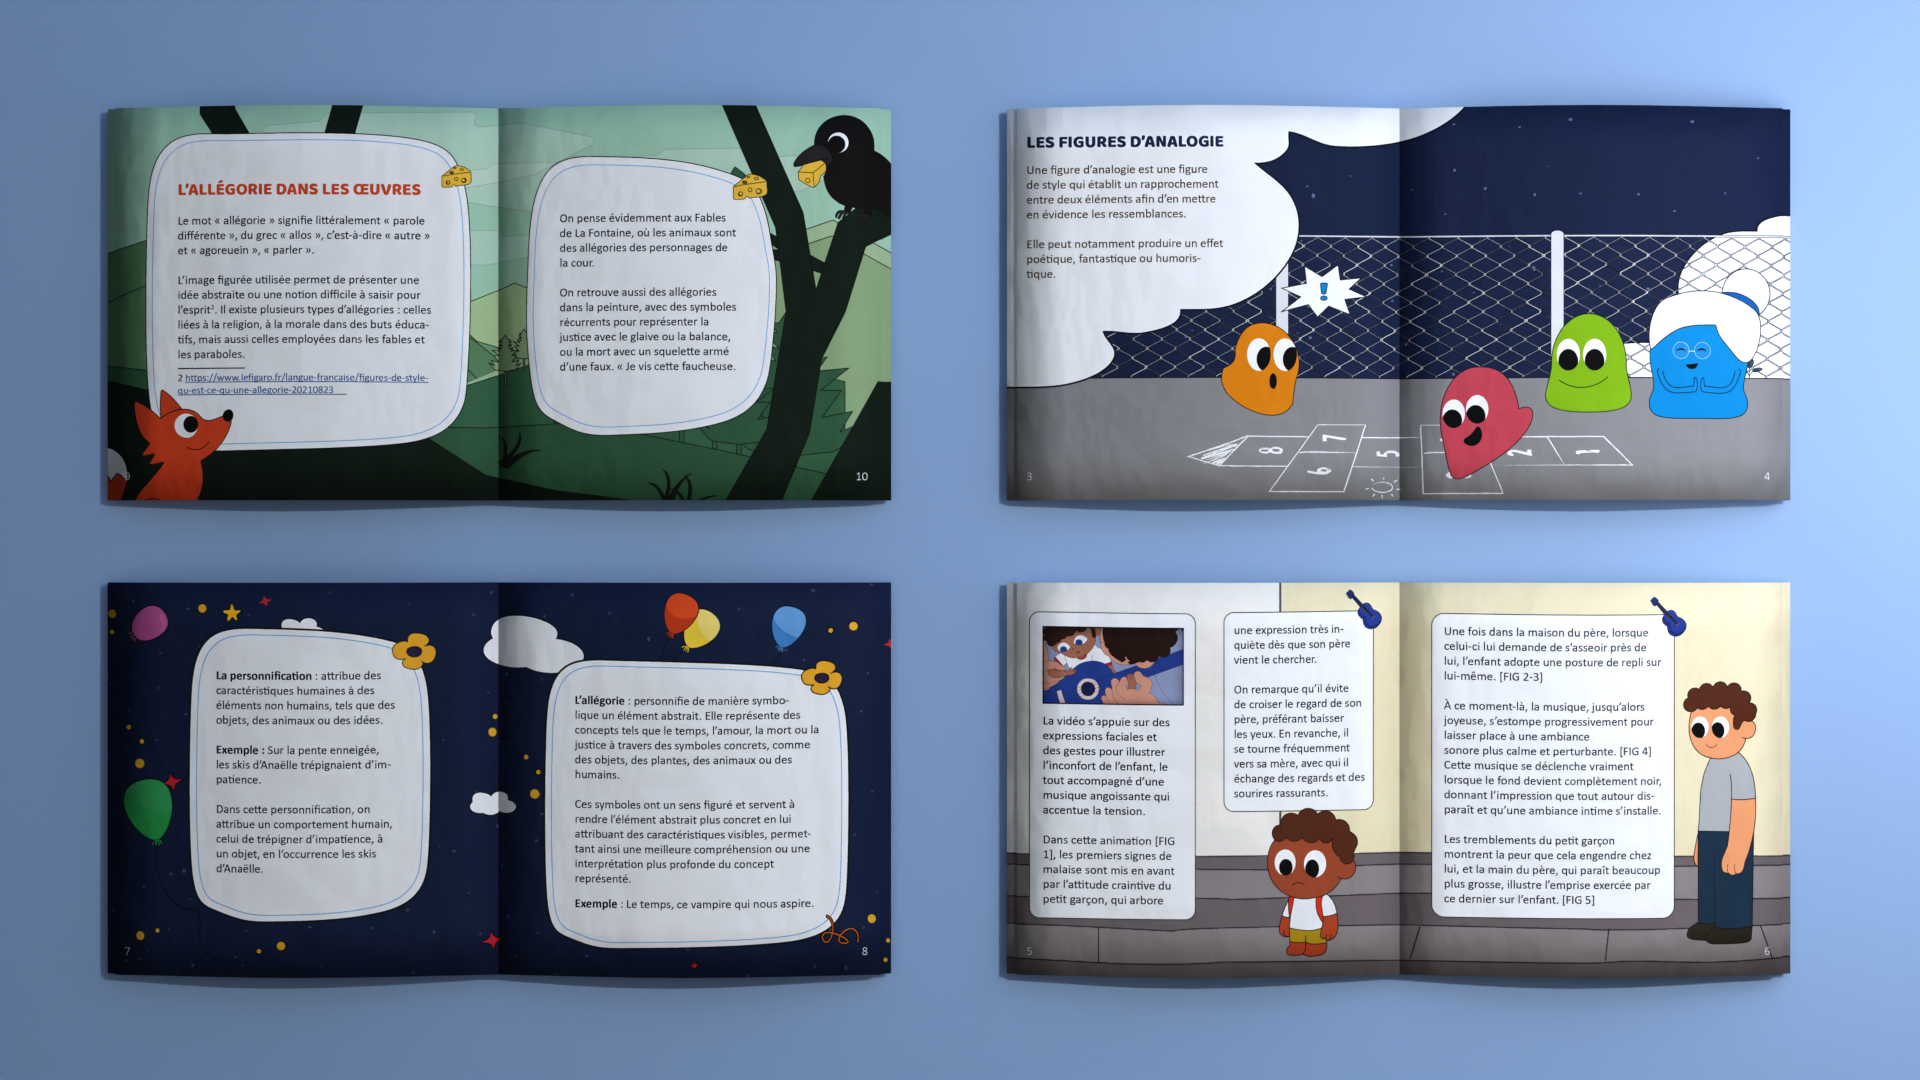 L'ALLÉGORIE DANS LES ŒUVRES
Le mot « allégorie » signifie littéralement « parole
différente », du grec « allos », c'est-à-dire « autre »
et « agoreuein », « parler ».
L'image figurée utilisée permet de présenter une
idée abstraite ou une notion difficile à saisir pour
l'esprit². Il existe plusieurs types d'allégories : celles
liées à la religion, à la morale dans des buts éduca-
tifs, mais aussi celles employées dans les fables et
les paraboles.
2 https://www.lefigaro.fr/langue-francaise/figures-de-style-
qu-est-ce-qu-une-allegorie-20210823
9
On pense évidemment aux Fables
de La Fontaine, où les animaux sont
des allégories des personnages de
la cour.
On retrouve aussi des allégories
dans la peinture, avec des symboles
récurrents pour représenter la
justice avec le glaive ou la balance,
ou la mort avec un squelette armé
d'une faux. « Je vis cette faucheuse.
10
LES FIGURES D'ANALOGIE
Une figure d'analogie est une figure
de style qui établit un rapprochement
entre deux éléments afin d'en mettre
en évidence les ressemblances.
Elle peut notamment produire un effet
poétique, fantastique ou humoris-
tique.
!
8
7
6
5
2
1
3
4
La personnification : attribue des
caractéristiques humaines à des
éléments non humains, tels que des
objets, des animaux ou des idées.
Exemple : Sur la pente enneigée,
les skis d'Anaëlle trépignaient d'im-
patience.
Dans cette personnification, on
attribue un comportement humain,
celui de trépigner d'impatience, à
un objet, en l'occurrence les skis
d'Anaëlle.
7
L'allégorie : personnifie de manière symbo-
lique un élément abstrait. Elle représente des
concepts tels que le temps, l'amour, la mort ou la
justice à travers des symboles concrets, comme
des objets, des plantes, des animaux ou des
humains.
Ces symboles ont un sens figuré et servent à
rendre l'élément abstrait plus concret en lui
attribuant des caractéristiques visibles, permet-
tant ainsi une meilleure compréhension ou une
interprétation plus profonde du concept
représenté.
Exemple : Le temps, ce vampire qui nous aspire.
8
La vidéo s'appuie sur des
expressions faciales et
des gestes pour illustrer
l'inconfort de l'enfant, le
tout accompagné d'une
musique angoissante qui
accentue la tension.
Dans cette animation [FIG
1], les premiers signes de
malaise sont mis en avant
par l'attitude craintive du
petit garçon, qui arbore
une expression très in-
quiète dès que son père
vient le chercher.
On remarque qu'il évite
de croiser le regard de son
père, préférant baisser
les yeux. En revanche, il
se tourne fréquemment
vers sa mère, avec qui il
échange des regards et des
sourires rassurants.
5
Une fois dans la maison du père, lorsque
celui-ci lui demande de s'asseoir près de
lui, l'enfant adopte une posture de repli sur
lui-même. [FIG 2-3]
À ce moment-là, la musique, jusqu'alors
joyeuse, s'estompe progressivement pour
laisser place à une ambiance
sonore plus calme et perturbante. [FIG 4]
Cette musique se déclenche vraiment
lorsque le fond devient complètement noir,
donnant l'impression que tout autour dis-
paraît et qu'une ambiance intime s'installe.
Les tremblements du petit garçon
montrent la peur que cela engendre chez
lui, et la main du père, qui paraît beaucoup
plus grosse, illustre l'emprise exercée par
ce dernier sur l'enfant. [FIG 5]
6